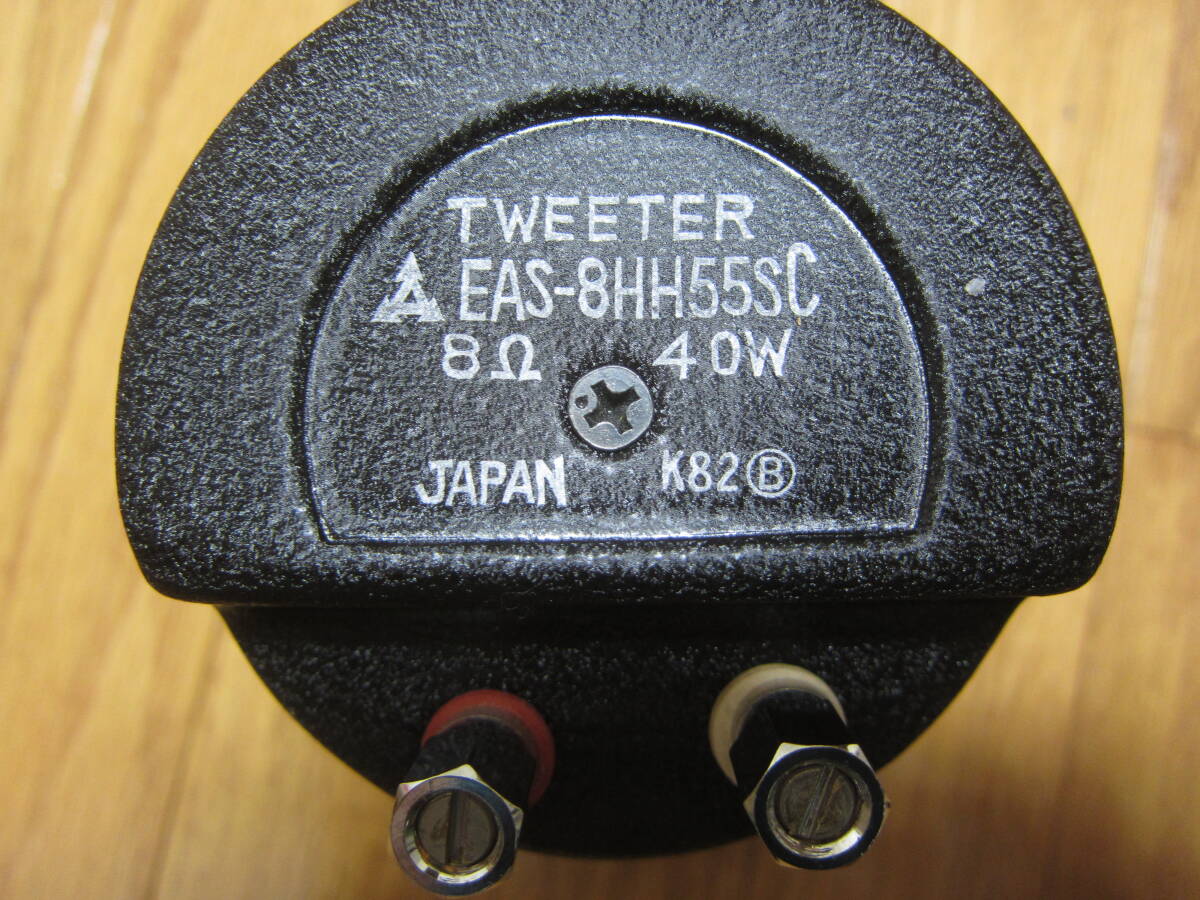 TWEETER
EAS-8HH55SC
8Ω 40W
JAPAN K82Ⓑ